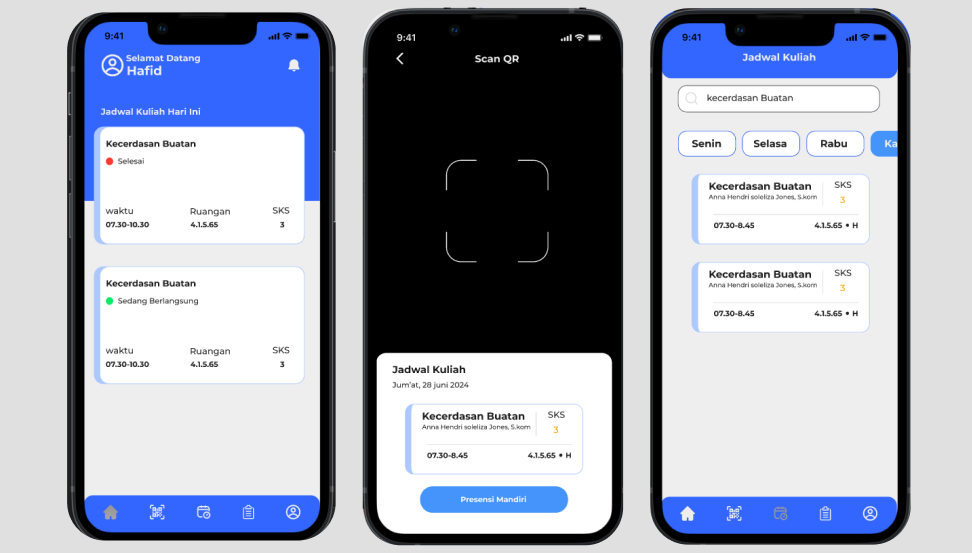 9:41
Selamat Datang
Hafid
Jadwal Kuliah Hari Ini
Kecerdasan Buatan
Selesai
waktu Ruangan SKS
07.30-10.30 4.1.5.65 3
Kecerdasan Buatan
Sedang Berlangsung
waktu Ruangan SKS
07.30-10.30 4.1.5.65 3
9:41
Scan QR
Jadwal Kuliah
Jum'at, 28 juni 2024
Kecerdasan Buatan SKS
Anna Hendri soleliza Jones, S.kom 3
07.30-8.45 4.1.5.65 • H
Presensi Mandiri
9:41
Jadwal Kuliah
kecerdasan Buatan
Senin Selasa Rabu Ka
Kecerdasan Buatan SKS
Anna Hendri soleliza Jones, S.kom 3
07.30-8.45 4.1.5.65 • H
Kecerdasan Buatan SKS
Anna Hendri soleliza Jones, S.kom 3
07.30-8.45 4.1.5.65 • H